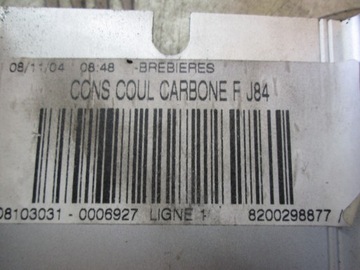 08/11/04 08:48 -BREBIERES
CONS COUL CARBONE F J84
08103031 - 0006927 LIGNE 1 8200298877 /